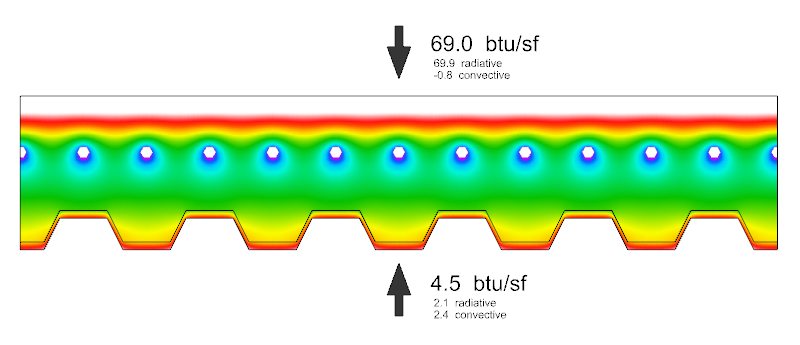 69.0 btu/sf
69.9 radiative
-0.8 convective
4.5 btu/sf
2.1 radiative
2.4 convective